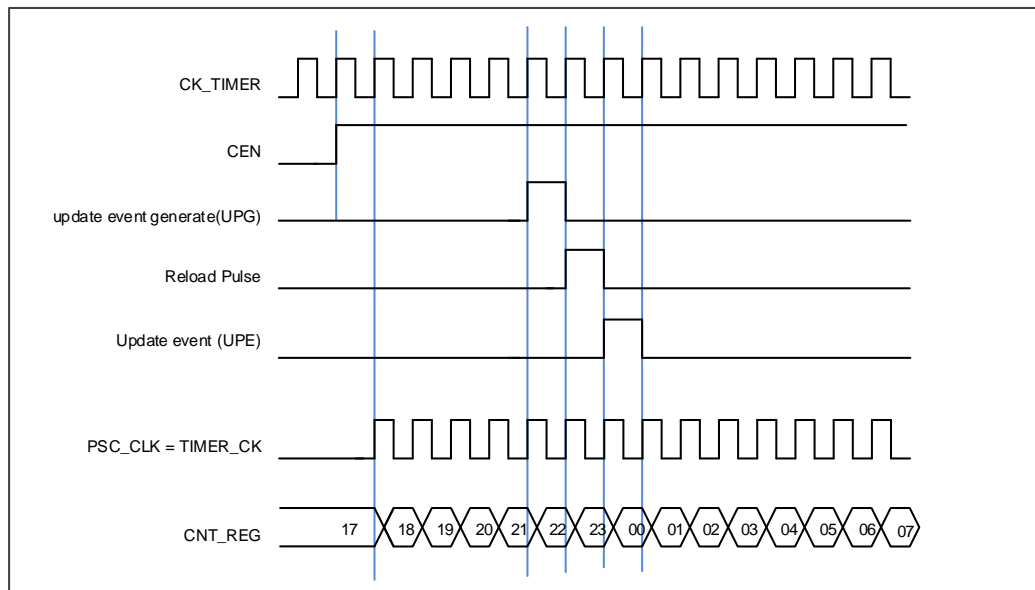 CK_TIMER
CEN
update event generate(UPG)
Reload Pulse
Update event (UPE)
PSC_CLK = TIMER_CK
CNT_REG 17 18 19 20 21 22 23 00 01 02 03 04 05 06 07